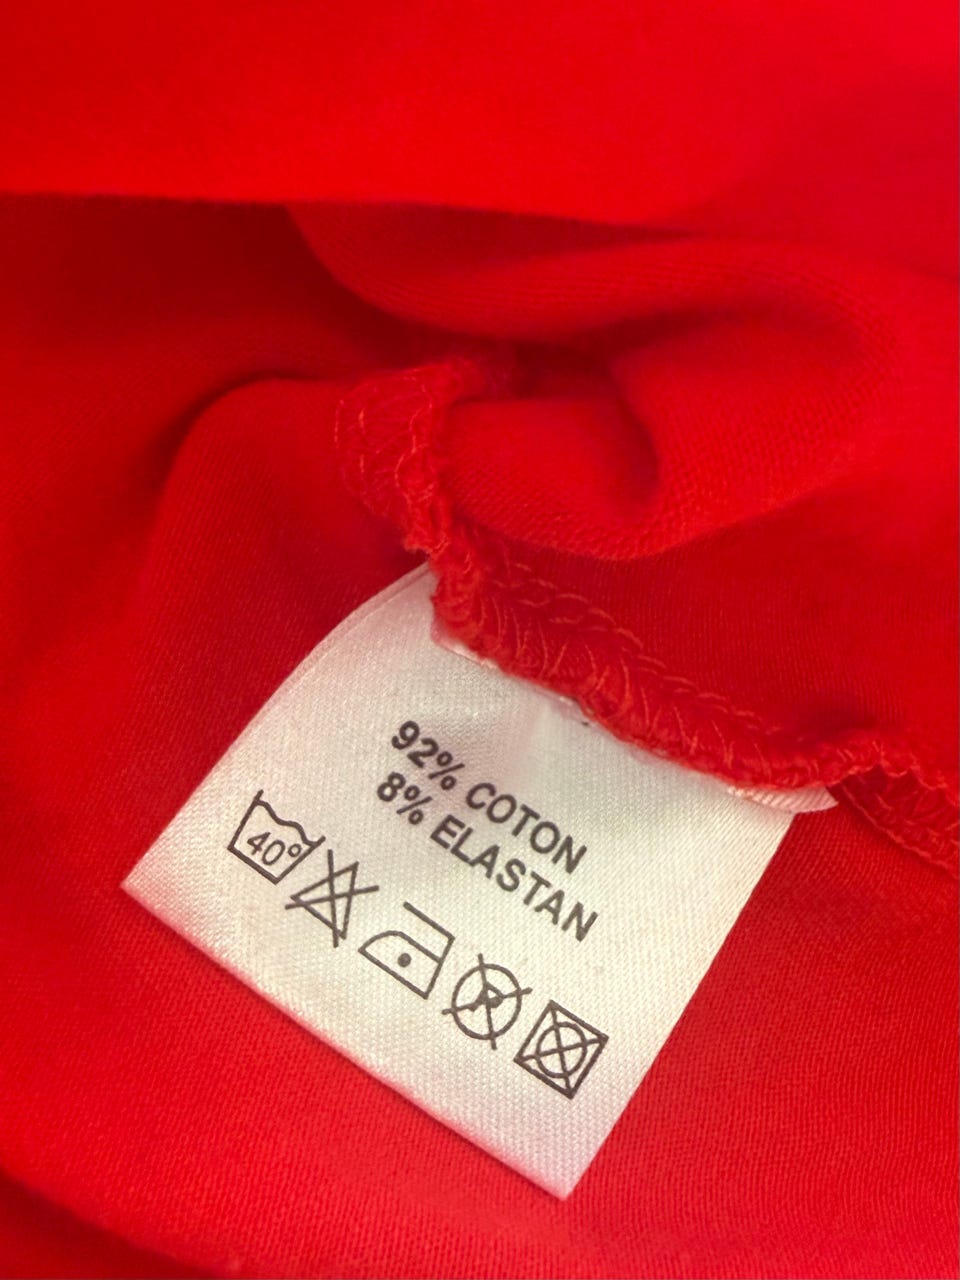 92% COTON
8% ELASTAN
40°
P